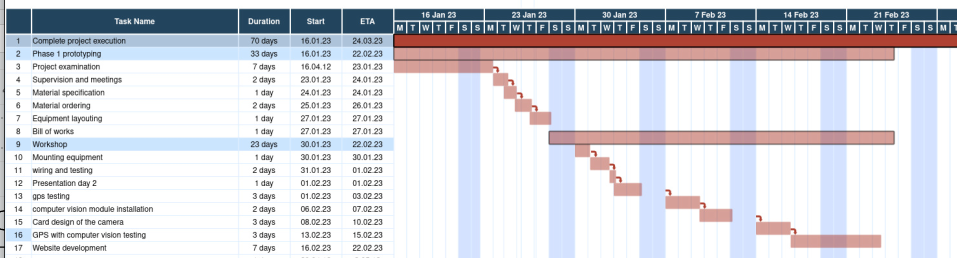 Task Name Duration Start ETA 16 Jan 23 23 Jan 23 30 Jan 23 7 Feb 23 14 Feb 23 21 Feb 23
M T W T F S S M T W T F S S M T W T F S S M T W T F S S M T W T F S S M T W T F S S M T
1 Complete project execution 70 days 16.01.23 24.03.23
2 Phase 1 prototyping 33 days 16.01.23 22.02.23
3 Project examination 7 days 16.04.12 23.01.23
4 Supervision and meetings 2 days 23.01.23 24.01.23
5 Material specification 1 day 24.01.23 24.01.23
6 Material ordering 2 days 25.01.23 26.01.23
7 Equipment layouting 1 day 27.01.23 27.01.23
8 Bill of works 1 day 27.01.23 27.01.23
9 Workshop 23 days 30.01.23 22.02.23
10 Mounting equipment 1 day 30.01.23 30.01.23
11 wiring and testing 2 days 31.01.23 01.02.23
12 Presentation day 2 1 day 01.02.23 01.02.23
13 gps testing 3 days 01.02.23 03.02.23
14 computer vision module installation 2 days 06.02.23 07.02.23
15 Card design of the camera 3 days 08.02.23 10.02.23
16 GPS with computer vision testing 3 days 13.02.23 15.02.23
17 Website development 7 days 16.02.23 22.02.23